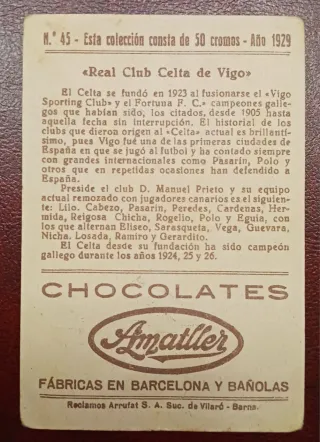 N.º 45 - Esta colección consta de 50 cromos - Año 1929
«Real Club Celta de Vigo»
El Celta se fundó en 1923 al fusionarse el «Vigo
Sporting Club» y el Fortuna F. C.» campeones galle-
gos que habían sido, los citados, desde 1905 hasta
aquella fecha sin interrupción. El historial de los
clubs que dieron origen al «Celta» actual es brillantí-
simo, pues Vigo fué una de las primeras ciudades de
España en que se jugó al futbol y ha contado siempre
con grandes internacionales como Pasarín, Polo y
otros que en repetidas ocasiones han defendido a
España.
Preside el club D. Manuel Prieto y su equipo
actual remozado con jugadores canarios es el siguien-
te: Lilo. Cabezo, Pasarin, Peredes, Cardenas, Her-
mida, Reigosa Chicha, Rogelio, Polo y Eguia, con
los que alternan Eliseo, Sarasqueta, Vega, Guevara,
Nicha. Losada, Ramiro y Gerardito.
El Celta desde su fundación ha sido campeón
gallego durante los años 1924, 25 y 26.
CHOCOLATES
Amatller
FÁBRICAS EN BARCELONA Y BAÑOLAS
Reclamos Arrufat S. A. Suc. de Vilaró - Barna.